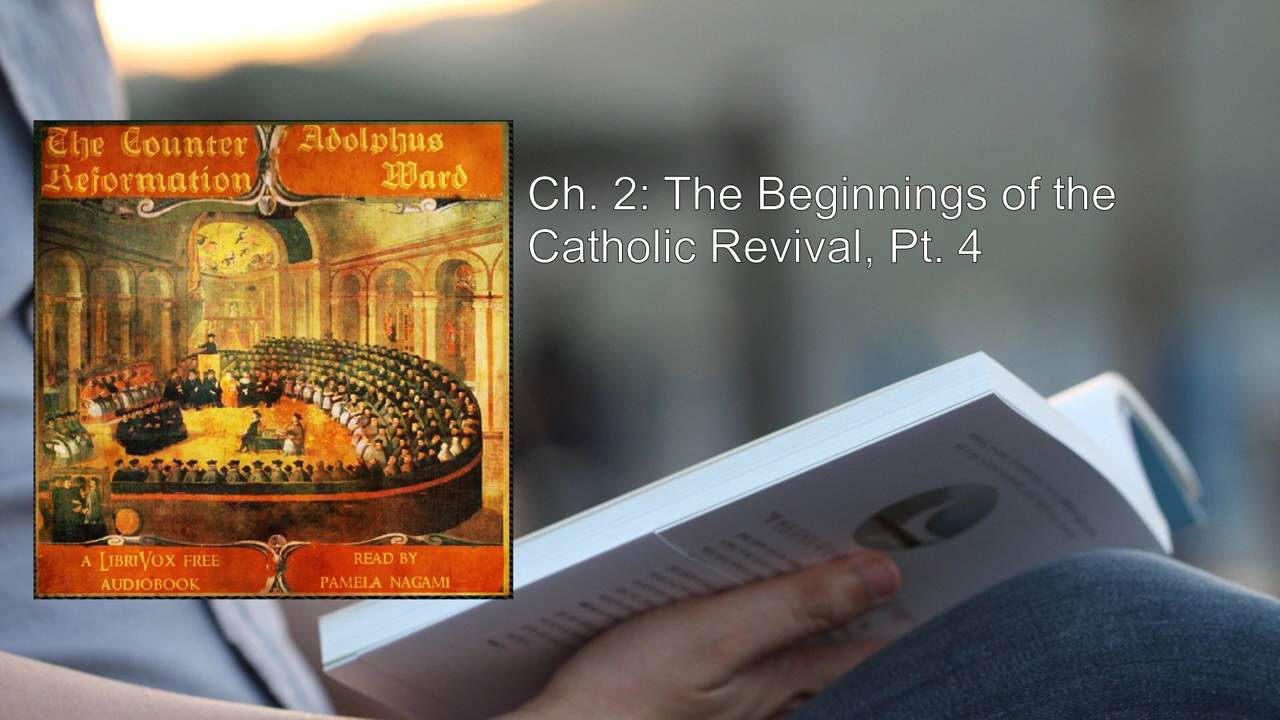 The Counter
Reformation
Adolphus
Ward
Ch. 2: The Beginnings of the
Catholic Revival, Pt. 4
A LIBRIVOX FREE
AUDIOBOOK
READ BY
PAMELA NAGAMI